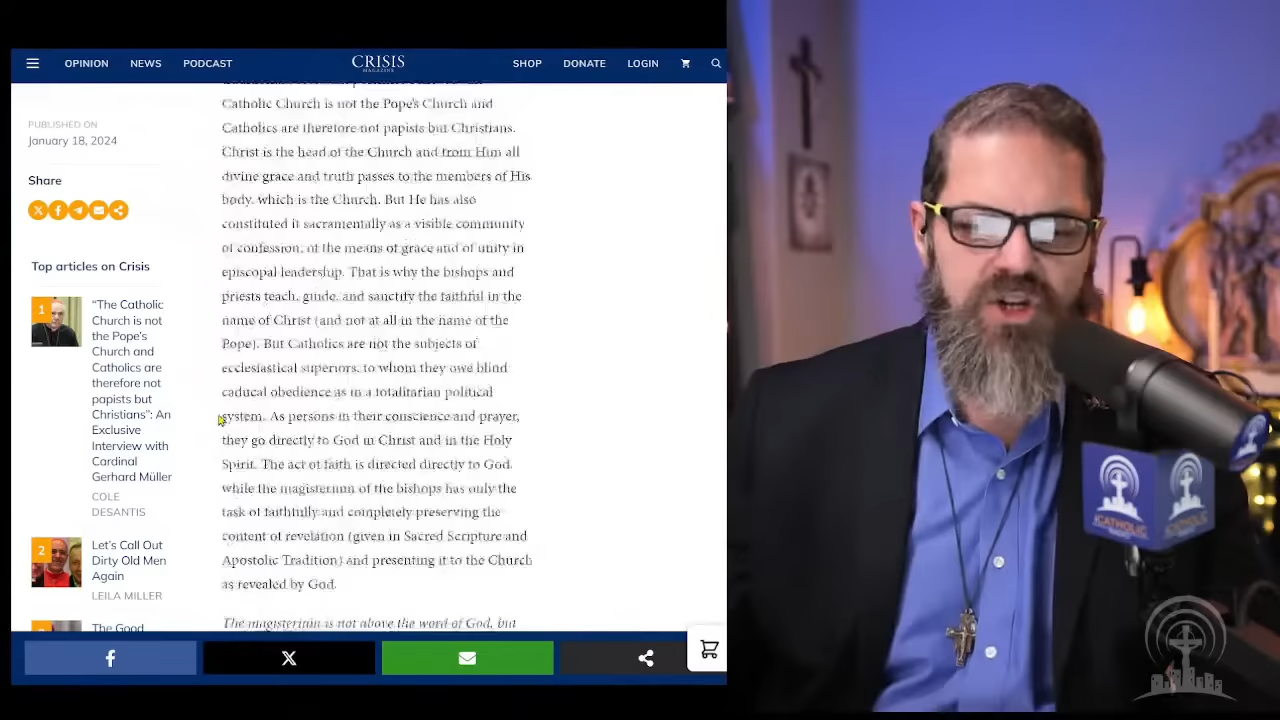 OPINION NEWS PODCAST CRISIS MAGAZINE SHOP DONATE LOGIN
PUBLISHED ON
January 18, 2024
Share
Top articles on Crisis
1
“The Catholic
Church is not
the Pope’s
Church and
Catholics are
therefore not
papists but
Christians”: An
Exclusive
Interview with
Cardinal
Gerhard Müller
COLE
DESANTIS
2
Let’s Call Out
Dirty Old Men
Again
LEILA MILLER
The Good
Catholic Church is not the Pope’s Church and
Catholics are therefore not papists but Christians.
Christ is the head of the Church and from Him all
divine grace and truth passes to the members of His
body, which is the Church. But He has also
constituted it sacramentally as a visible community
of confession, of the means of grace and of unity in
episcopal leadership. That is why the bishops and
priests teach, guide, and sanctify the faithful in the
name of Christ (and not at all in the name of the
Pope). But Catholics are not the subjects of
ecclesiastical superiors, to whom they owe blind
caducal obedience as in a totalitarian political
system. As persons in their conscience and prayer,
they go directly to God in Christ and in the Holy
Spirit. The act of faith is directed directly to God,
while the magisterium of the bishops has only the
task of faithfully and completely preserving the
content of revelation (given in Sacred Scripture and
Apostolic Tradition) and presenting it to the Church
as revealed by God.
The magisterium is not above the word of God, but
iCATHOLIC